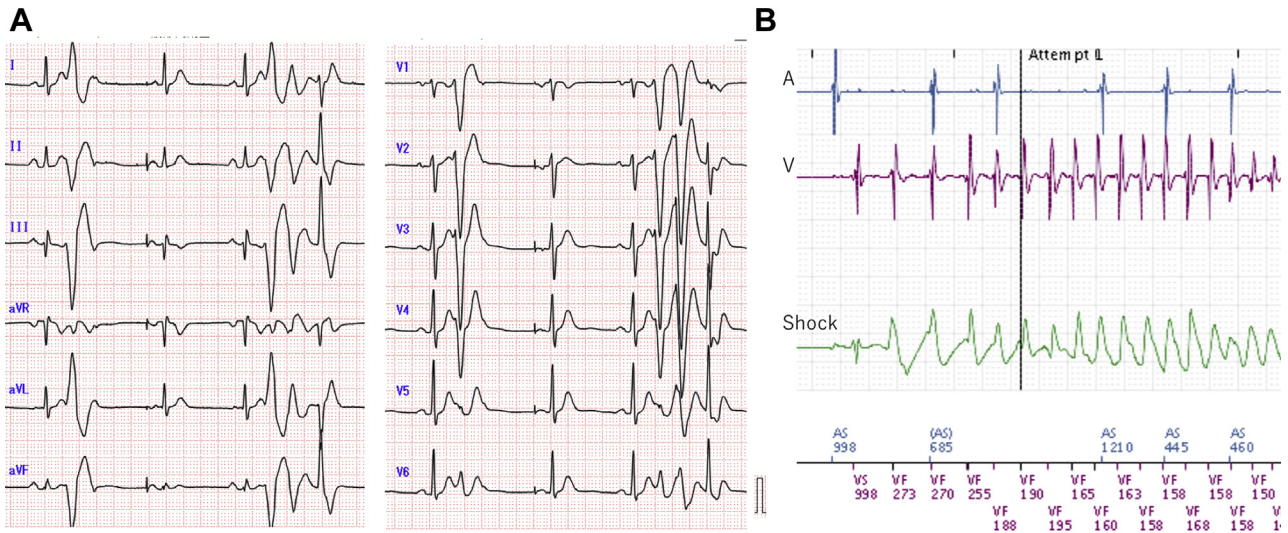 A
I
II
III
aVR
aVL
aVF
V1
V2
V3
V4
V5
V6
B
Attempt 1
A
V
Shock
AS (AS) AS AS AS
998 685 1210 445 460
VS VF VF VF VF VF VF VF VF VF
998 273 270 255 190 165 163 158 158 150
VF VF VF VF VF VF
188 195 160 158 168 158